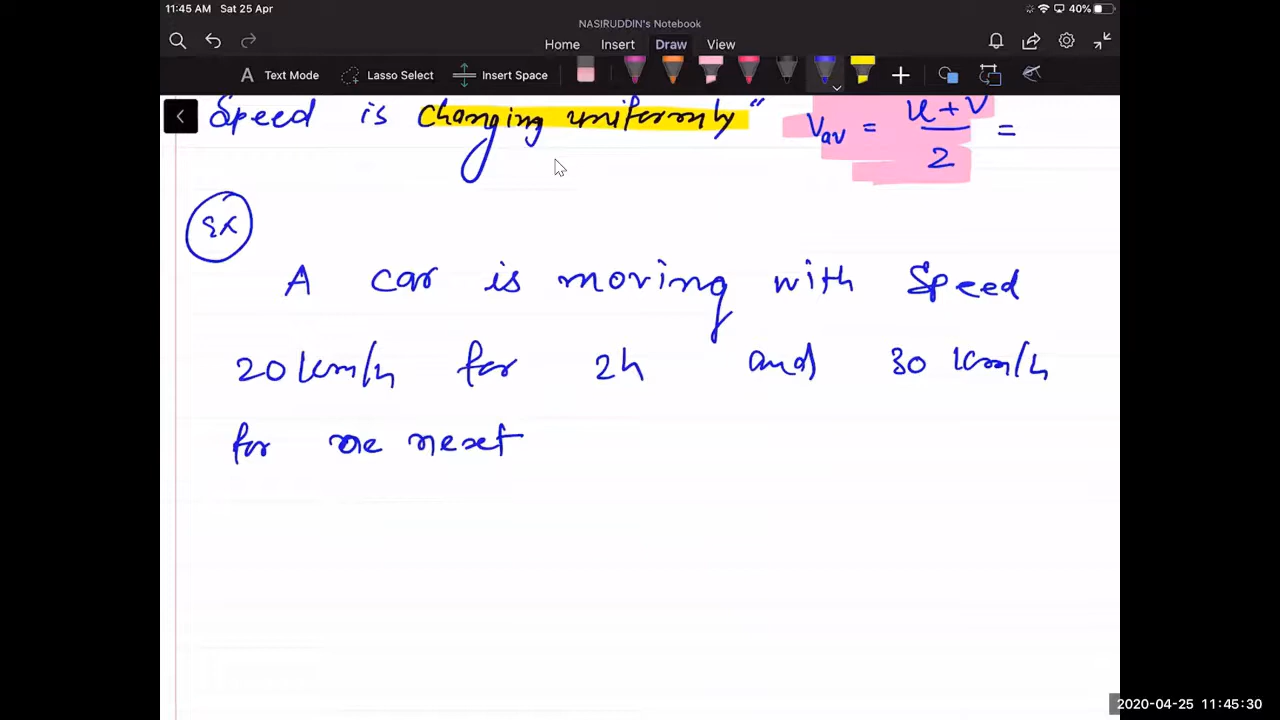 11:45 AM Sat 25 Apr
40%
NASIRUDDIN's Notebook
Home Insert Draw View
Text Mode Lasso Select Insert Space
Speed is changing uniformly" Vav = u+v/2 =
Ex
A car is moving with Speed
20 km/h for 2h and 30 km/h
for the next
2020-04-25 11:45:30